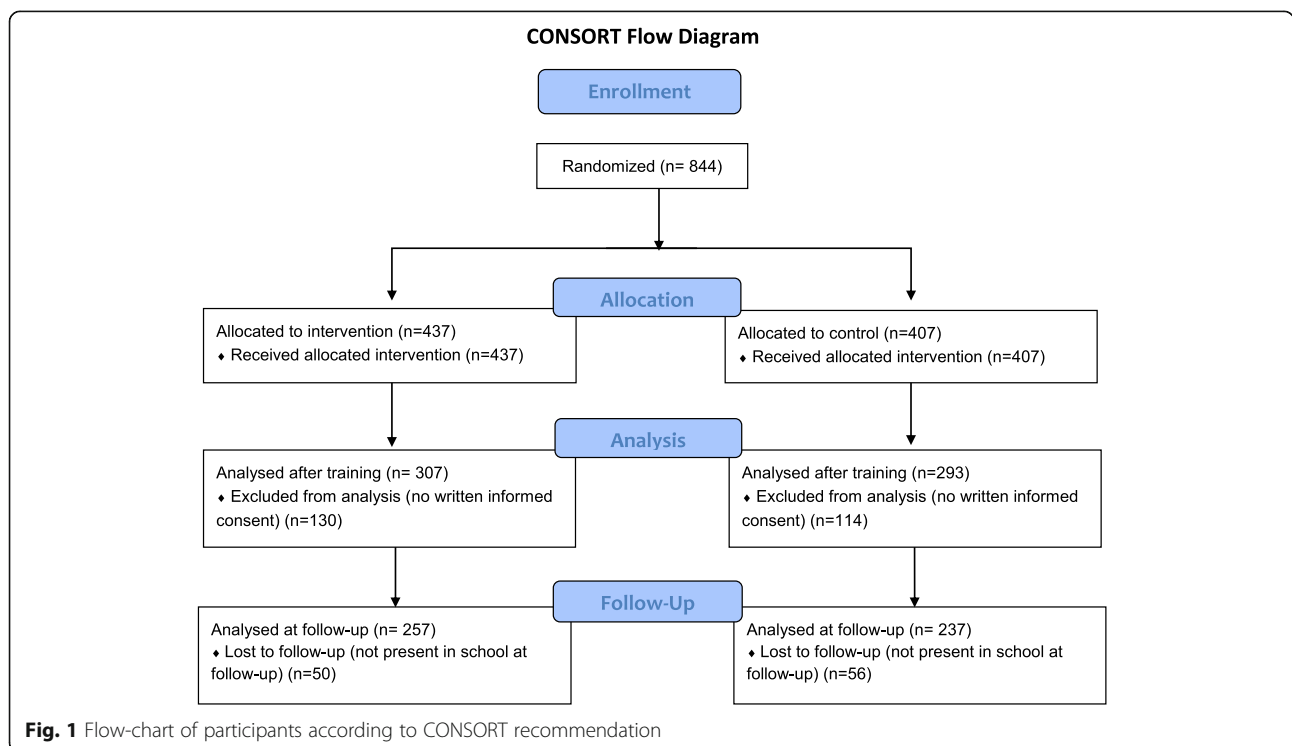 CONSORT Flow Diagram
Enrollment
Randomized (n= 844)
Allocation
Allocated to intervention (n=437)
♦ Received allocated intervention (n=437)
Allocated to control (n=407)
♦ Received allocated intervention (n=407)
Analysis
Analysed after training (n= 307)
♦ Excluded from analysis (no written informed
consent) (n=130)
Analysed after training (n=293)
♦ Excluded from analysis (no written informed
consent) (n=114)
Follow-Up
Analysed at follow-up (n= 257)
♦ Lost to follow-up (not present in school at
follow-up) (n=50)
Analysed at follow-up (n= 237)
♦ Lost to follow-up (not present in school at
follow-up) (n=56)
Fig. 1 Flow-chart of participants according to CONSORT recommendation